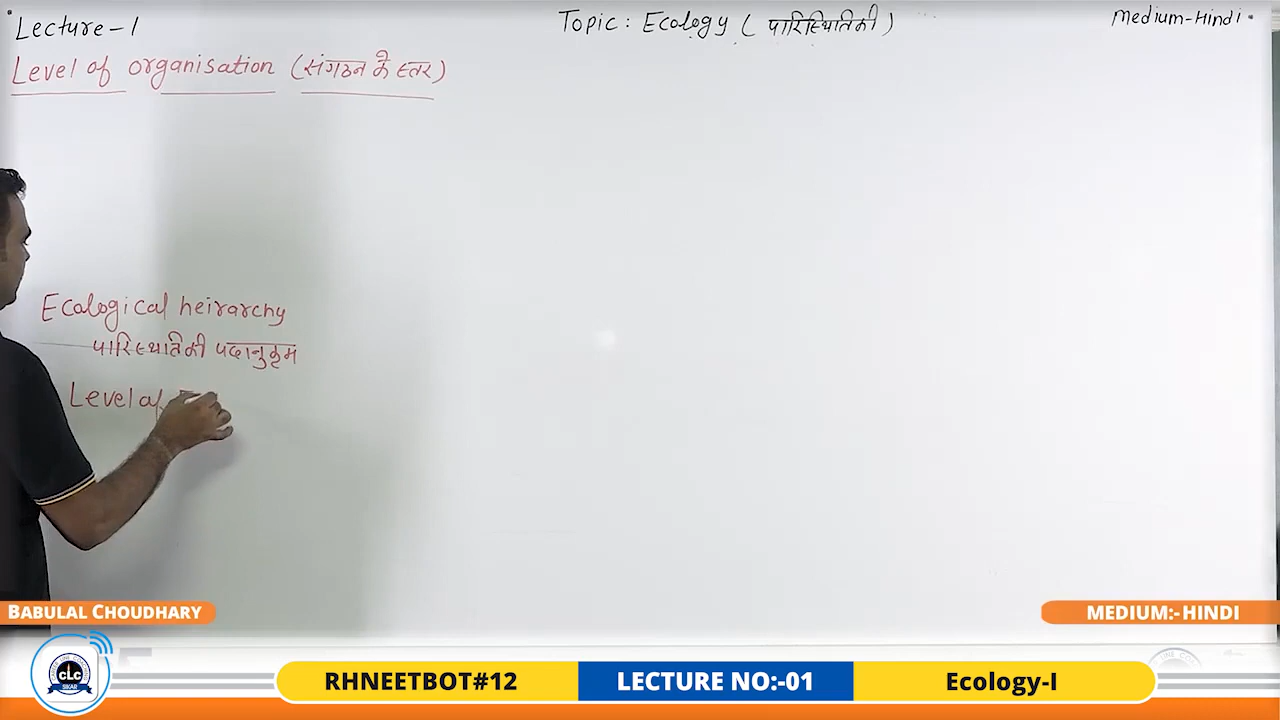 Lecture-1
Topic: Ecology (पारिस्थितिकी)
Medium-Hindi
Level of organisation (संगठन के स्तर)
Ecological heirarchy
पारिस्थातिकी पदानुक्रम
Level of
BABULAL CHOUDHARY
MEDIUM:-HINDI
CLC
SIKAR
RHNEETBOT#12
LECTURE NO:-01
Ecology-I